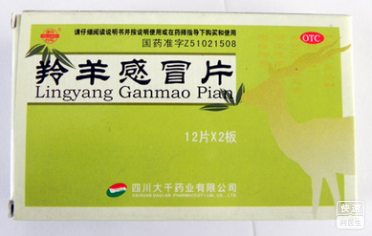 请仔细阅读说明书并按说明使用或在药师指导下购买和使用
国药准字Z51021508
OTC
羚羊感冒片
Lingyang Ganmao Pian
12片X2板
四川大千药业有限公司